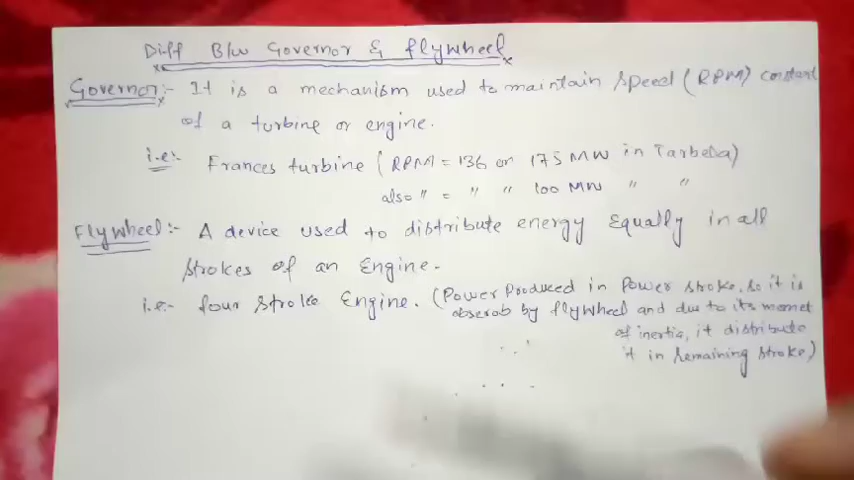 Diff B/w Governor & flywheel
Governor:- It is a mechanism used to maintain speed (RPM) constant
of a turbine or engine.
i.e:- Frances turbine (RPM = 136 on 175 MW in Tarbela)
also " = " " 100 MW " "
Flywheel:- A device used to distribute energy Equally in all
strokes of an Engine.
i.e:- four stroke Engine. (Power Produced in Power stroke, so it is
obserob by flywheel and due to its momet
of inertia, it distribute
it in remaining stroke)